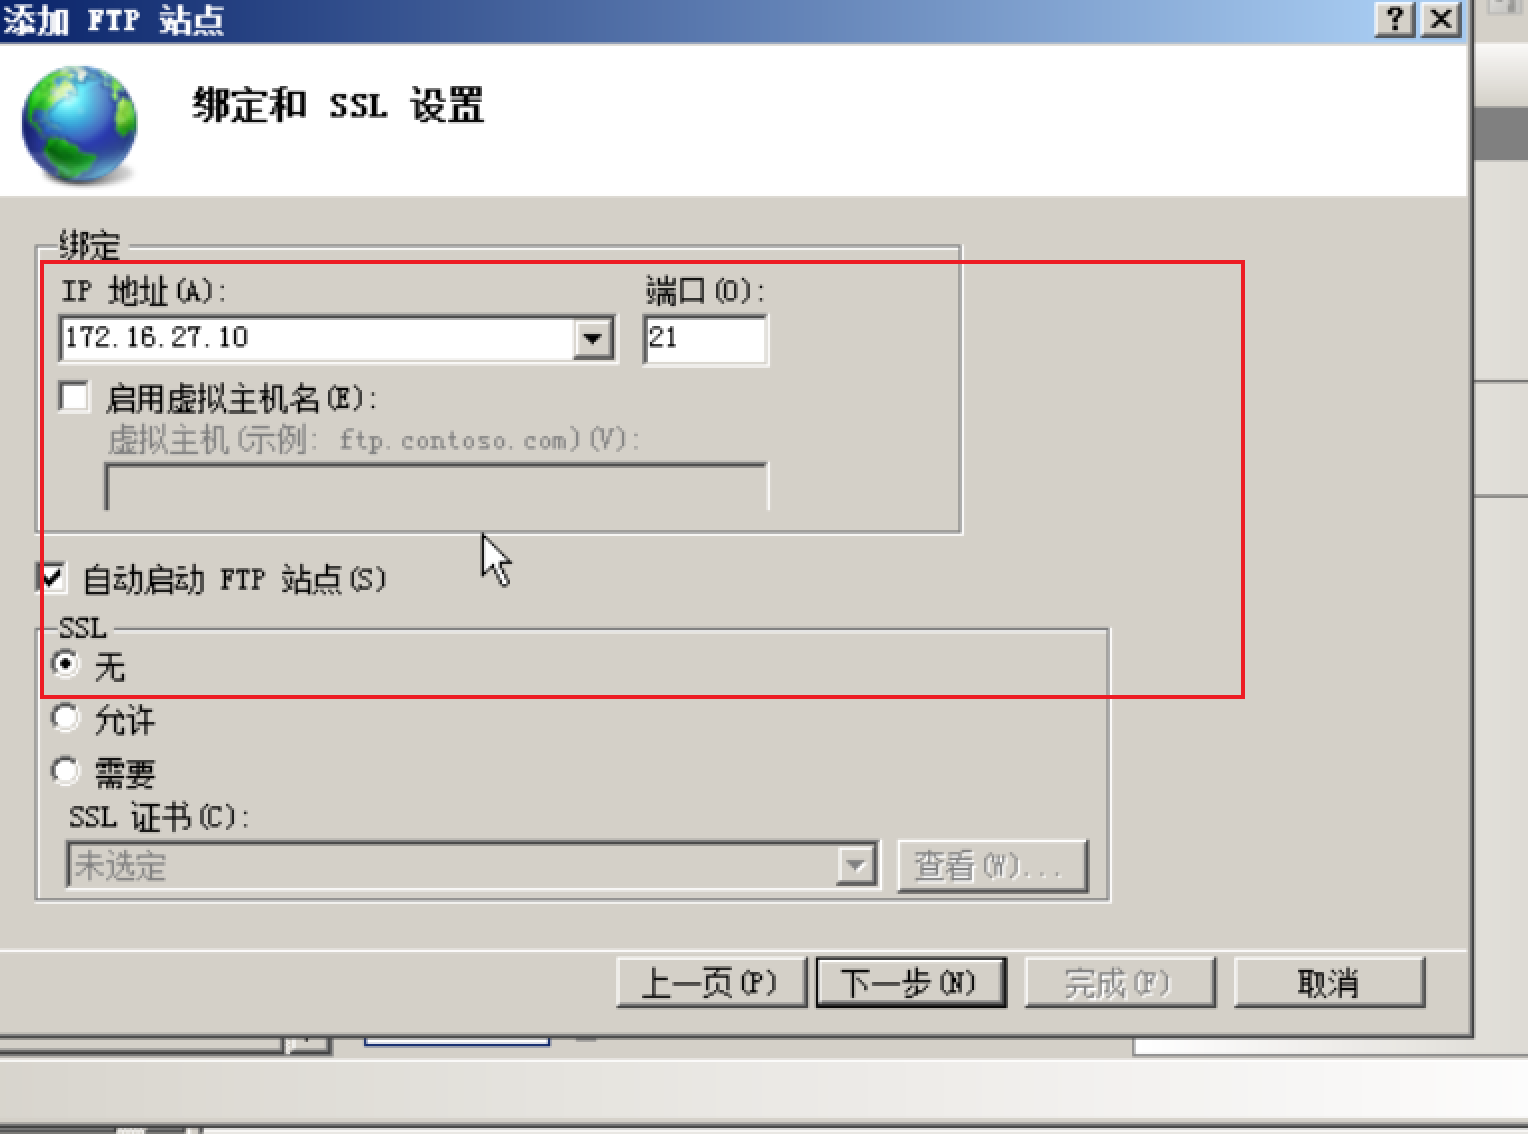 添加 FTP 站点
绑定和 SSL 设置
绑定
IP 地址(A): 端口(O):
172.16.27.10 21
启用虚拟主机名(E):
虚拟主机(示例: ftp.contoso.com)(V):
自动启动 FTP 站点(S)
SSL
无
允许
需要
SSL 证书(C):
未选定 查看(W)...
上一页(P) 下一步(N) 完成(F) 取消